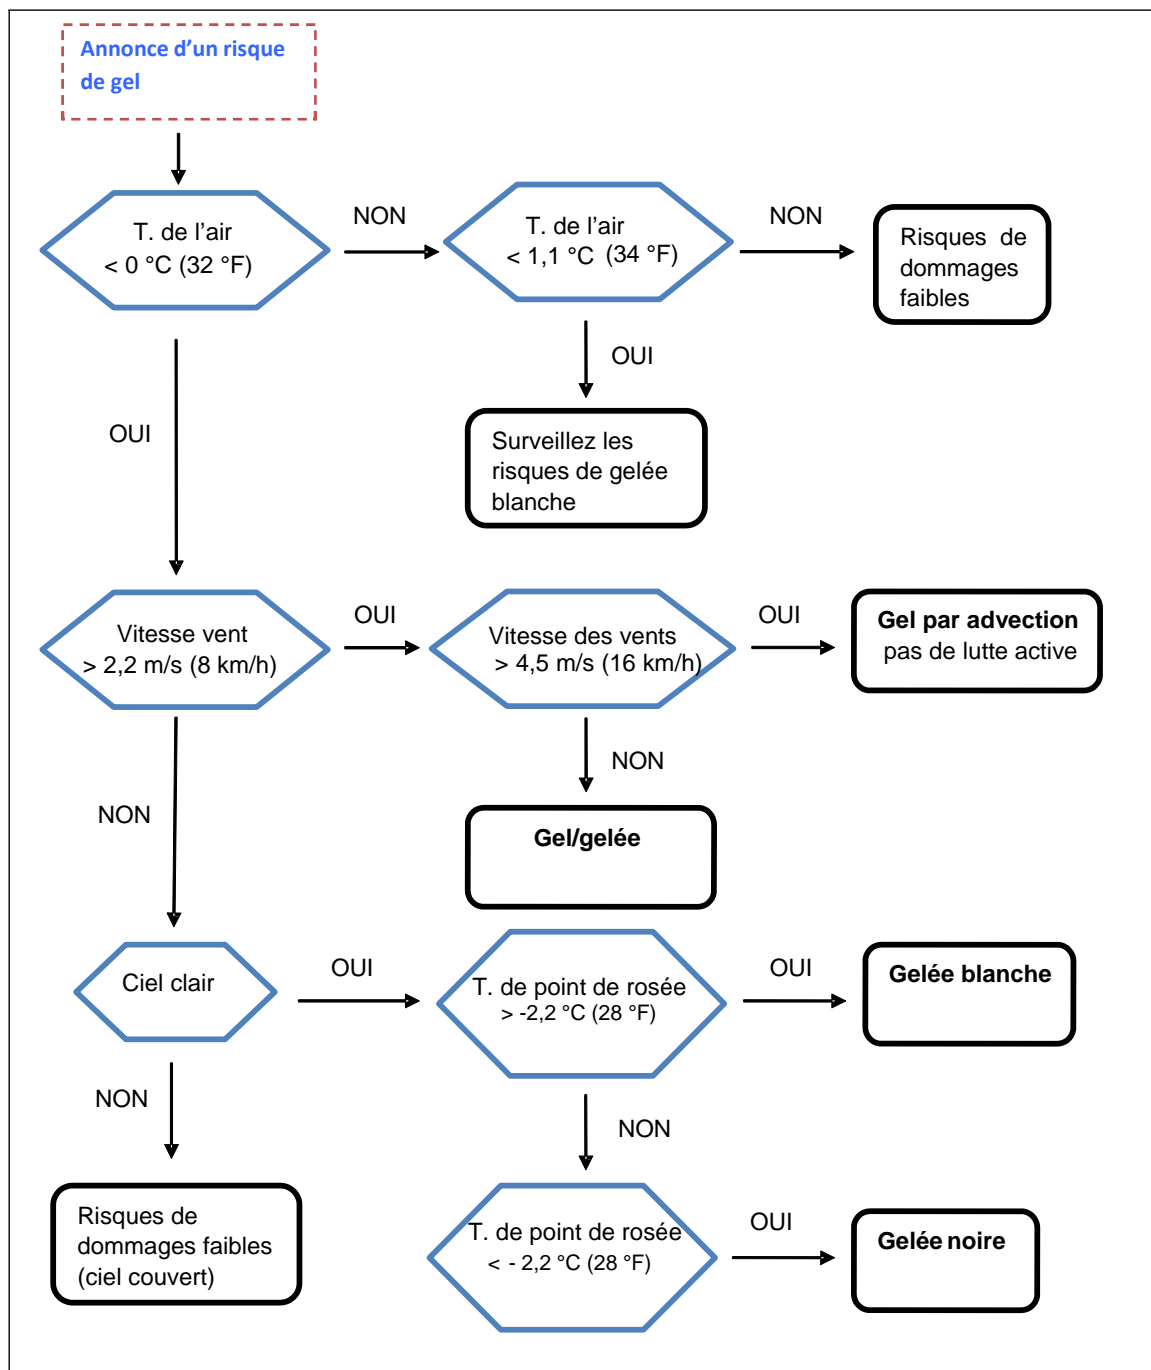 Annonce d’un risque
de gel
T. de l’air
< 0 °C (32 °F)
NON
T. de l’air
< 1,1 °C (34 °F)
NON
Risques de
dommages
faibles
OUI
OUI
Surveillez les
risques de gelée
blanche
Vitesse vent
> 2,2 m/s (8 km/h)
OUI
Vitesse des vents
> 4,5 m/s (16 km/h)
OUI
Gel par advection
pas de lutte active
NON
NON
Gel/gelée
Ciel clair
OUI
T. de point de rosée
> -2,2 °C (28 °F)
OUI
Gelée blanche
NON
NON
Risques de
dommages faibles
(ciel couvert)
T. de point de rosée
< - 2,2 °C (28 °F)
OUI
Gelée noire